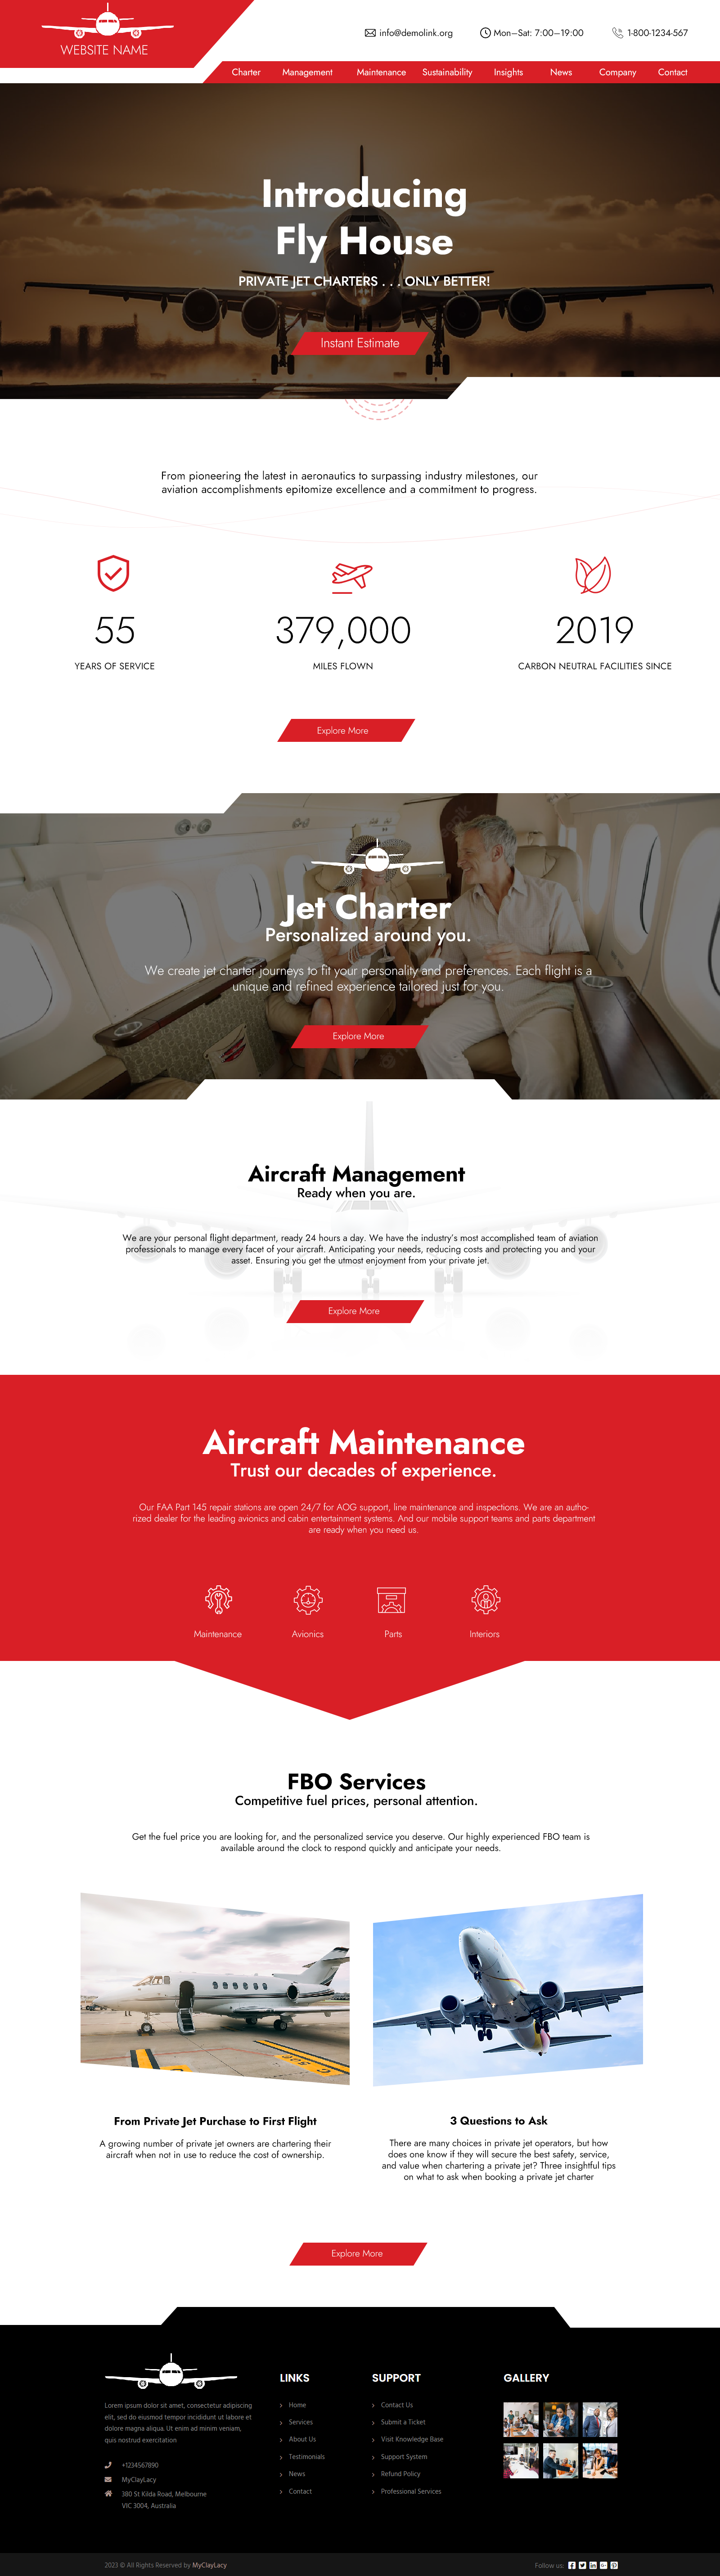 WEBSITE NAME
info@demolink.org
Mon–Sat: 7:00–19:00
1-800-1234-567
Charter Management Maintenance Sustainability Insights News Company Contact
Introducing
Fly House
PRIVATE JET CHARTERS . . . ONLY BETTER!
Instant Estimate
From pioneering the latest in aeronautics to surpassing industry milestones, our
aviation accomplishments epitomize excellence and a commitment to progress.
55
YEARS OF SERVICE
379,000
MILES FLOWN
2019
CARBON NEUTRAL FACILITIES SINCE
Explore More
Jet Charter
Personalized around you.
We create jet charter journeys to fit your personality and preferences. Each flight is a
unique and refined experience tailored just for you.
Explore More
Aircraft Management
Ready when you are.
We are your personal flight department, ready 24 hours a day. We have the industry's most accomplished team of aviation
professionals to manage every facet of your aircraft. Anticipating your needs, reducing costs and protecting you and your
asset. Ensuring you get the utmost enjoyment from your private jet.
Explore More
Aircraft Maintenance
Trust our decades of experience.
Our FAA Part 145 repair stations are open 24/7 for AOG support, line maintenance and inspections. We are an autho-
rized dealer for the leading avionics and cabin entertainment systems. And our mobile support teams and parts department
are ready when you need us.
Maintenance
Avionics
Parts
Interiors
FBO Services
Competitive fuel prices, personal attention.
Get the fuel price you are looking for, and the personalized service you deserve. Our highly experienced FBO team is
available around the clock to respond quickly and anticipate your needs.
From Private Jet Purchase to First Flight
A growing number of private jet owners are chartering their
aircraft when not in use to reduce the cost of ownership.
3 Questions to Ask
There are many choices in private jet operators, but how
does one know if they will secure the best safety, service,
and value when chartering a private jet? Three insightful tips
on what to ask when booking a private jet charter
Explore More
Lorem ipsum dolor sit amet, consectetur adipiscing
elit, sed do eiusmod tempor incididunt ut labore et
dolore magna aliqua. Ut enim ad minim veniam,
quis nostrud exercitation
+1234567890
MyClayLacy
380 St Kilda Road, Melbourne
VIC 3004, Australia
LINKS
Home
Services
About Us
Testimonials
News
Contact
SUPPORT
Contact Us
Submit a Ticket
Visit Knowledge Base
Support System
Refund Policy
Professional Services
GALLERY
2023 © All Rights Reserved by MyClayLacy
Follow us: